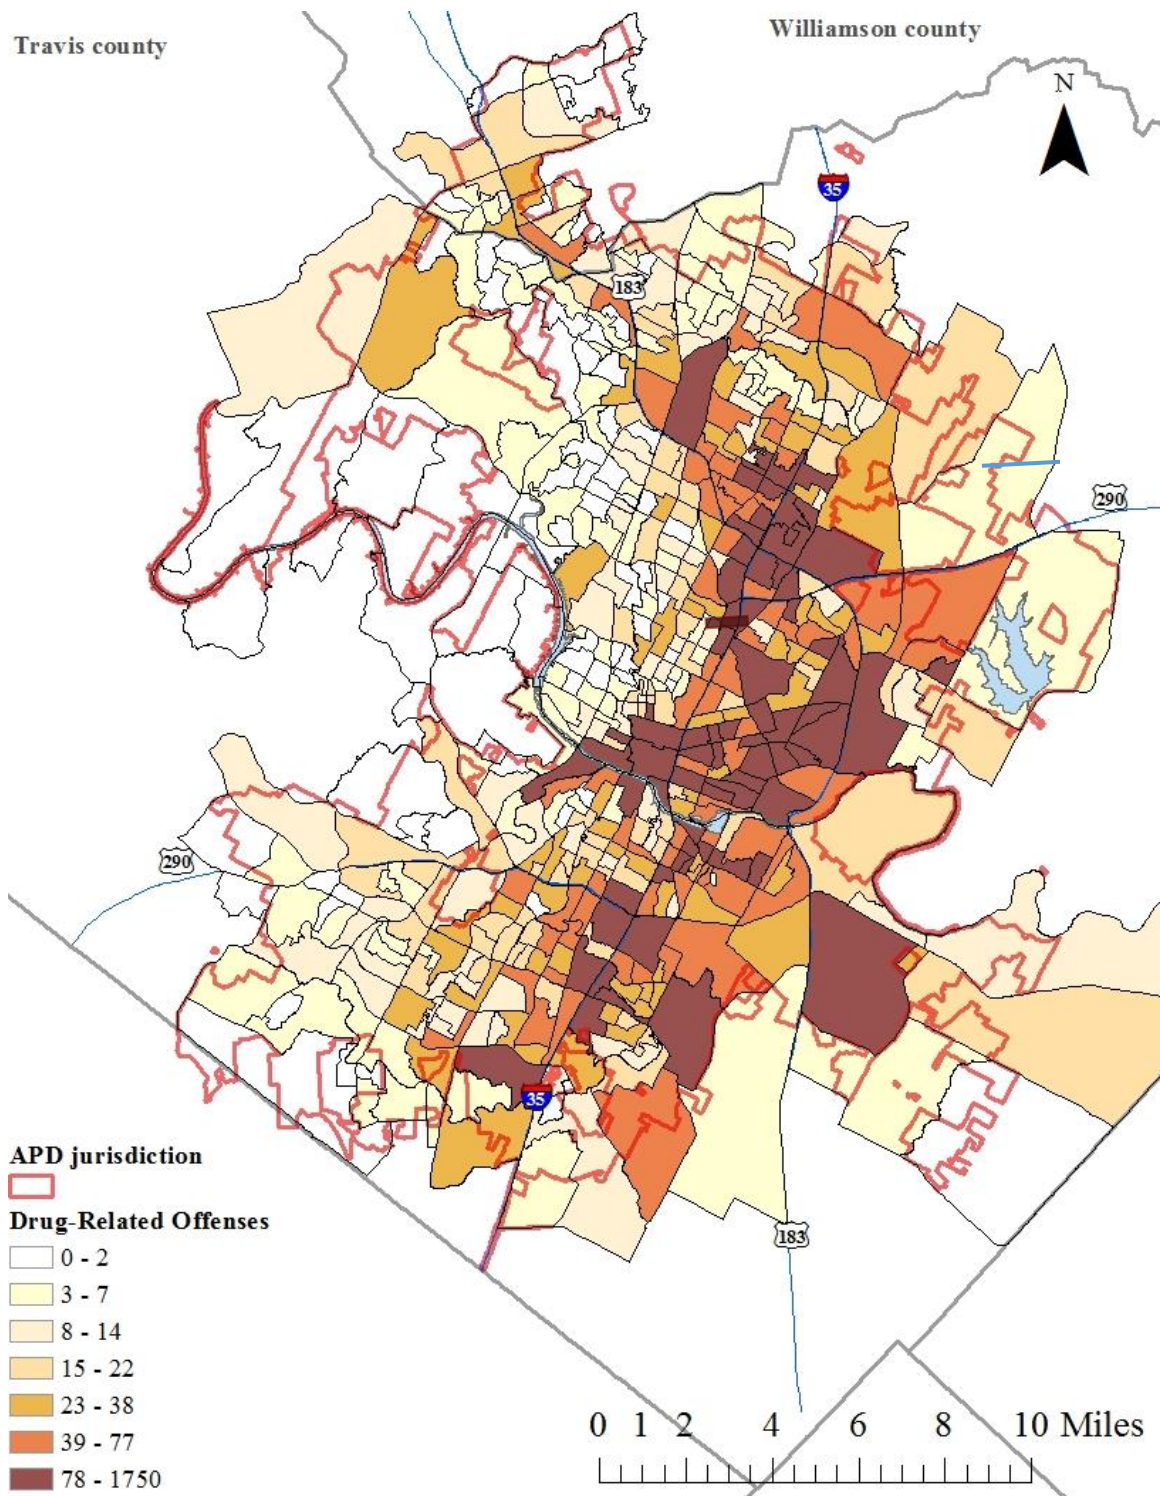 Travis county
Williamson county
N
35
183
290
290
35
183
APD jurisdiction
Drug-Related Offenses
0 - 2
3 - 7
8 - 14
15 - 22
23 - 38
39 - 77
78 - 1750
0 1 2 4 6 8 10 Miles